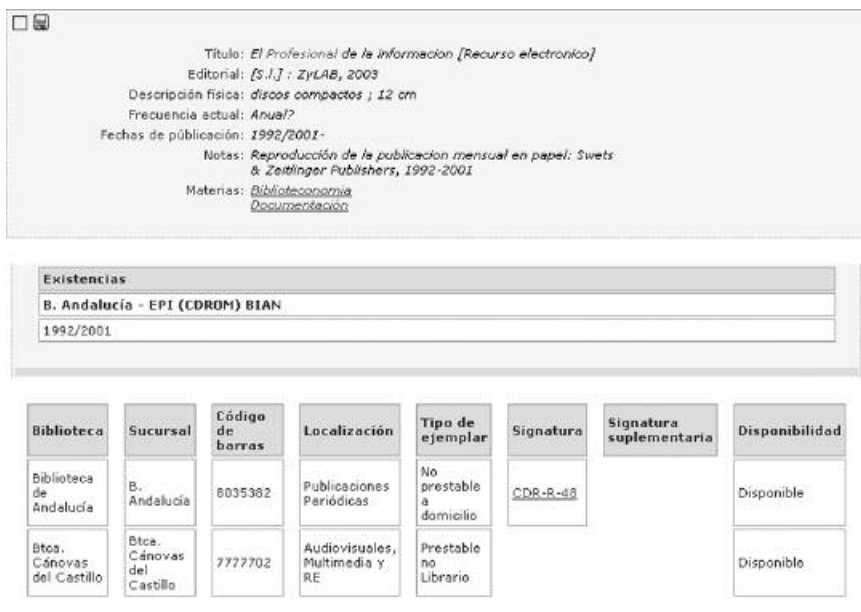 Título: El Profesional de la informacion [Recurso electronico]
Editorial: [S.l.] : ZyLAB, 2003
Descripción física: discos compactos ; 12 cm
Frecuencia actual: Anual?
Fechas de públicación: 1992/2001-
Notas: Reproducción de la publicacion mensual en papel: Swets
& Zeitlinger Publishers, 1992-2001
Materias: Biblioteconomia
Documentación
Existencias
B. Andalucía - EPI (CDROM) BIAN
1992/2001
Biblioteca
Sucursal
Código
de
barras
Localización
Tipo de
ejemplar
Signatura
Signatura
suplementaria
Disponibilidad
Biblioteca
de
Andalucía
B.
Andalucía
8035382
Publicaciones
Periódicas
No
prestable
a
domicilio
CDR-R-48
Disponible
Btca.
Cánovas
del Castillo
Btca.
Cánovas
del
Castillo
7777702
Audiovisuales,
Multimedia y
RE
Prestable
no
Librario
Disponible